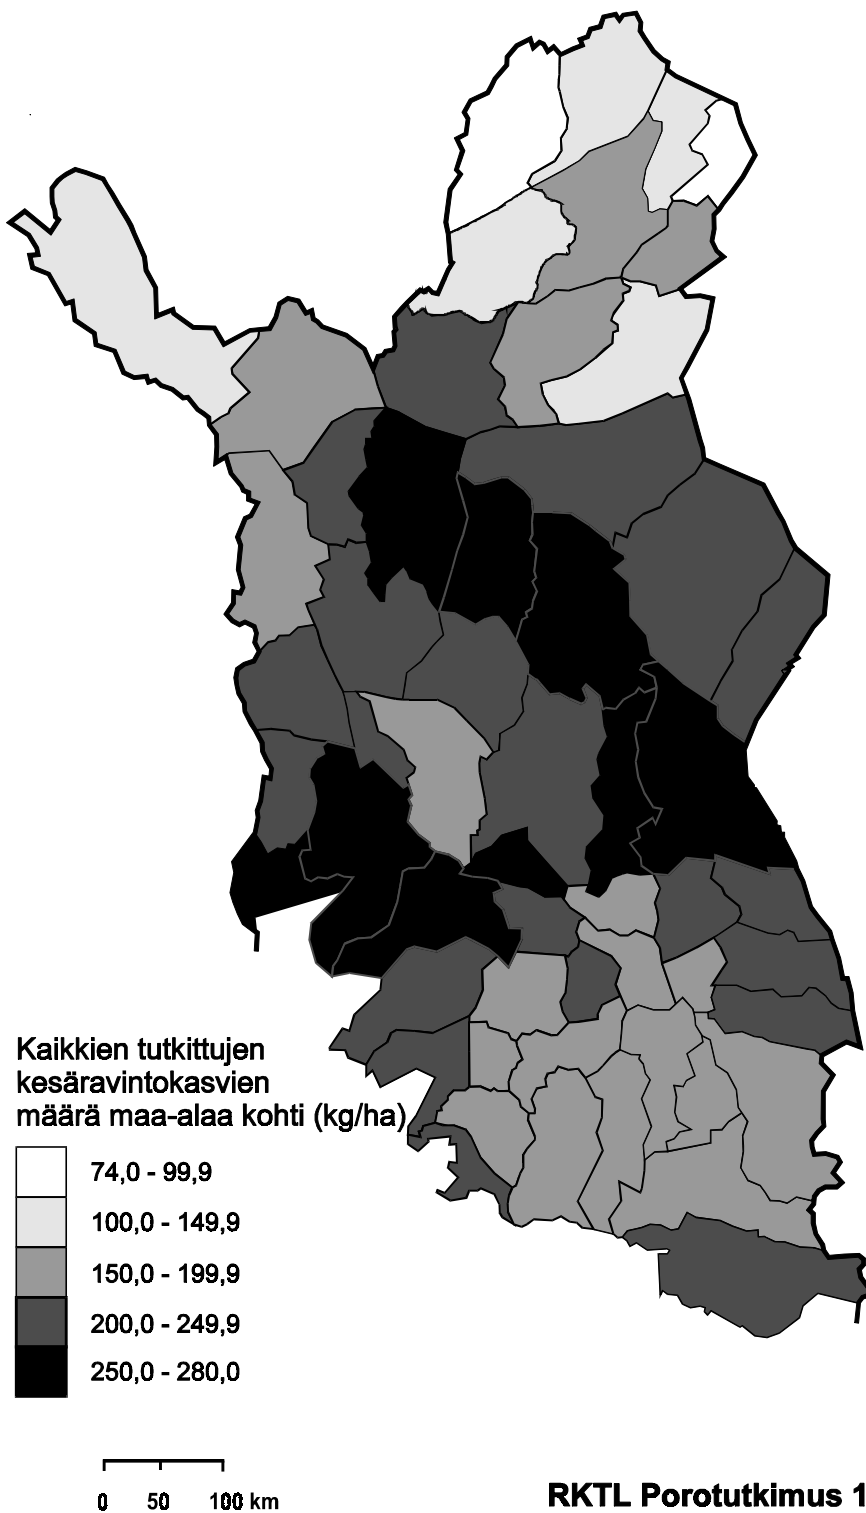 Kaikkien tutkittujen
kesäravintokasvien
määrä maa-alaa kohti (kg/ha)
74,0 - 99,9
100,0 - 149,9
150,0 - 199,9
200,0 - 249,9
250,0 - 280,0
0 50 100 km
RKTL Porotutkimus 1